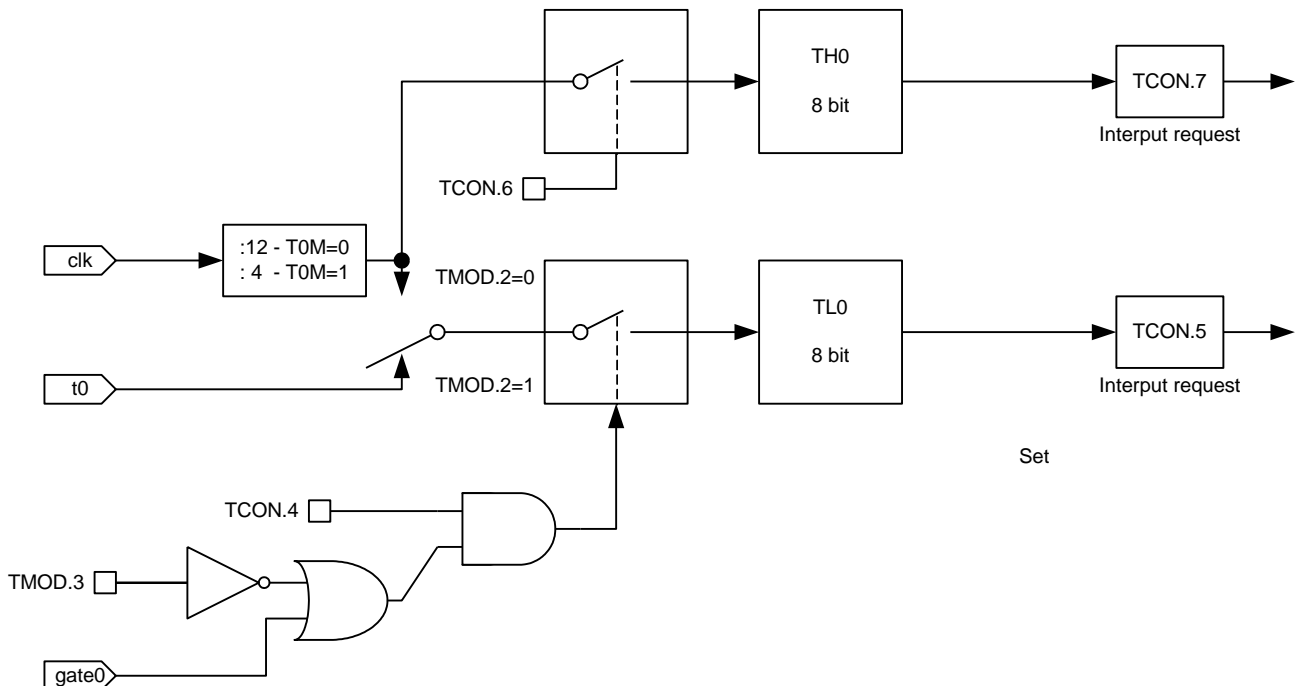 TH0
8 bit
TCON.7
Interput request
TCON.6
clk
:12 - T0M=0
: 4 - T0M=1
TMOD.2=0
TL0
8 bit
TCON.5
Interput request
t0
TMOD.2=1
Set
TCON.4
TMOD.3
gate0